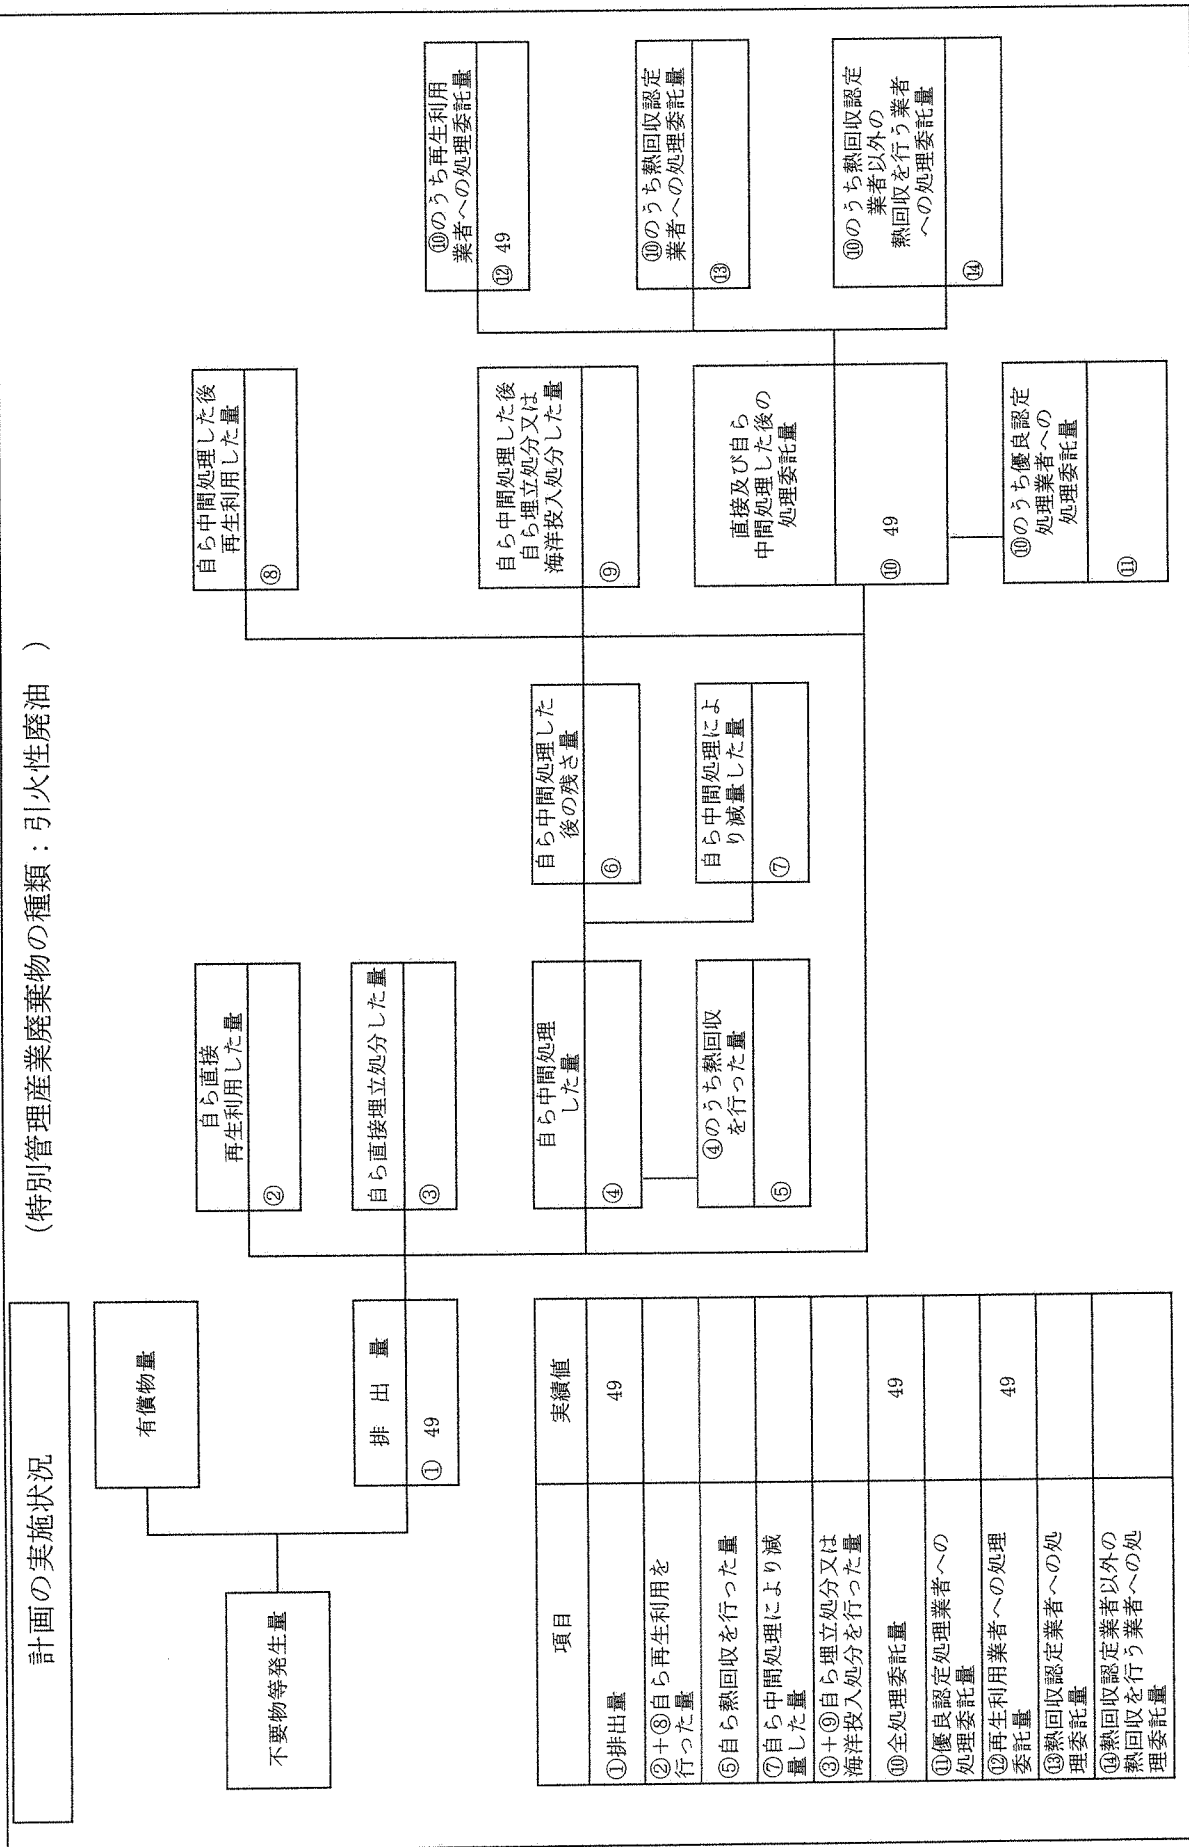 計画の実施状況
(特別管理産業廃棄物の種類：引火性廃油　)
不要物等発生量
有償物量
排　出　量
① 49
自ら直接
再生利用した量
②
自ら直接埋立処分した量
③
自ら中間処理
した量
④
④のうち熱回収
を行った量
⑤
自ら中間処理した
後の残さ量
⑥
自ら中間処理によ
り減量した量
⑦
自ら中間処理した後
再生利用した量
⑧
自ら中間処理した後
自ら埋立処分又は
海洋投入処分した量
⑨
直接及び自ら
中間処理した後の
処理委託量
⑩ 49
⑩のうち優良認定
処理業者への
処理委託量
⑪
⑩のうち再生利用
業者への処理委託量
⑫ 49
⑩のうち熱回収認定
業者への処理委託量
⑬
⑩のうち熱回収認定
業者以外の
熱回収を行う業者
への処理委託量
⑭
項目 実績値
①排出量 49
②+⑧自ら再生利用を
行った量
⑤自ら熱回収を行った量
⑦自ら中間処理により減
量した量
③+⑨自ら埋立処分又は
海洋投入処分を行った量
⑩全処理委託量 49
⑪優良認定処理業者への
処理委託量
⑫再生利用業者への処理
委託量 49
⑬熱回収認定業者への処
理委託量
⑭熱回収認定業者以外の
熱回収を行う業者への処
理委託量